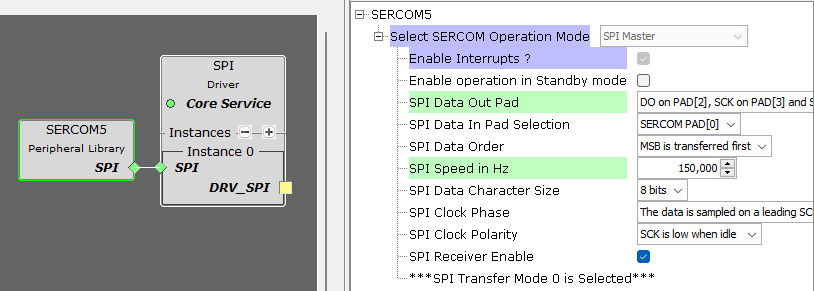 SERCOM5
Peripheral Library
SPI
SPI
Driver
Core Service
Instances
Instance 0
SPI
DRV_SPI
SERCOM5
Select SERCOM Operation Mode SPI Master
Enable Interrupts ?
Enable operation in Standby mode
SPI Data Out Pad DO on PAD[2], SCK on PAD[3] and S
SPI Data In Pad Selection SERCOM PAD[0]
SPI Data Order MSB is transferred first
SPI Speed in Hz 150,000
SPI Data Character Size 8 bits
SPI Clock Phase The data is sampled on a leading SC
SPI Clock Polarity SCK is low when idle
SPI Receiver Enable
***SPI Transfer Mode 0 is Selected***